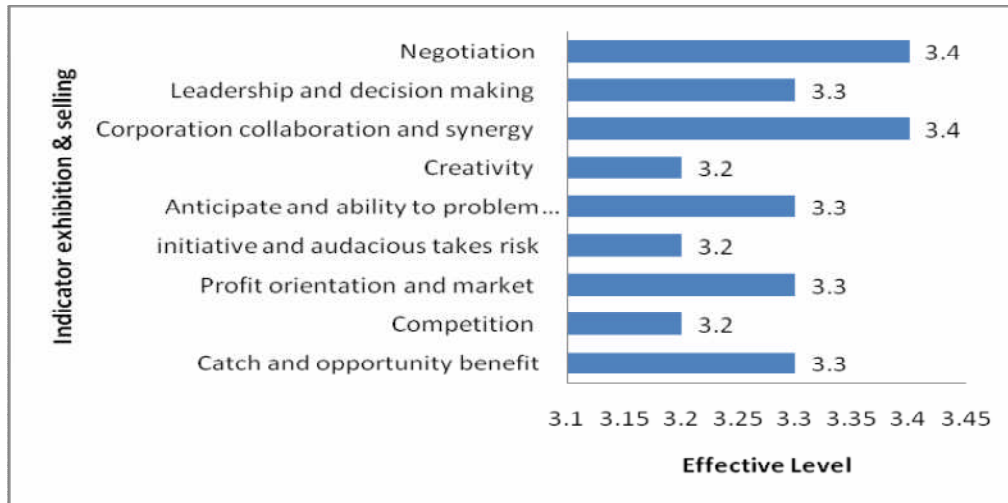 Indicator exhibition & selling
Negotiation 3.4
Leadership and decision making 3.3
Corporation collaboration and synergy 3.4
Creativity 3.2
Anticipate and ability to problem... 3.3
initiative and audacious takes risk 3.2
Profit orientation and market 3.3
Competition 3.2
Catch and opportunity benefit 3.3
3.1 3.15 3.2 3.25 3.3 3.35 3.4 3.45
Effective Level